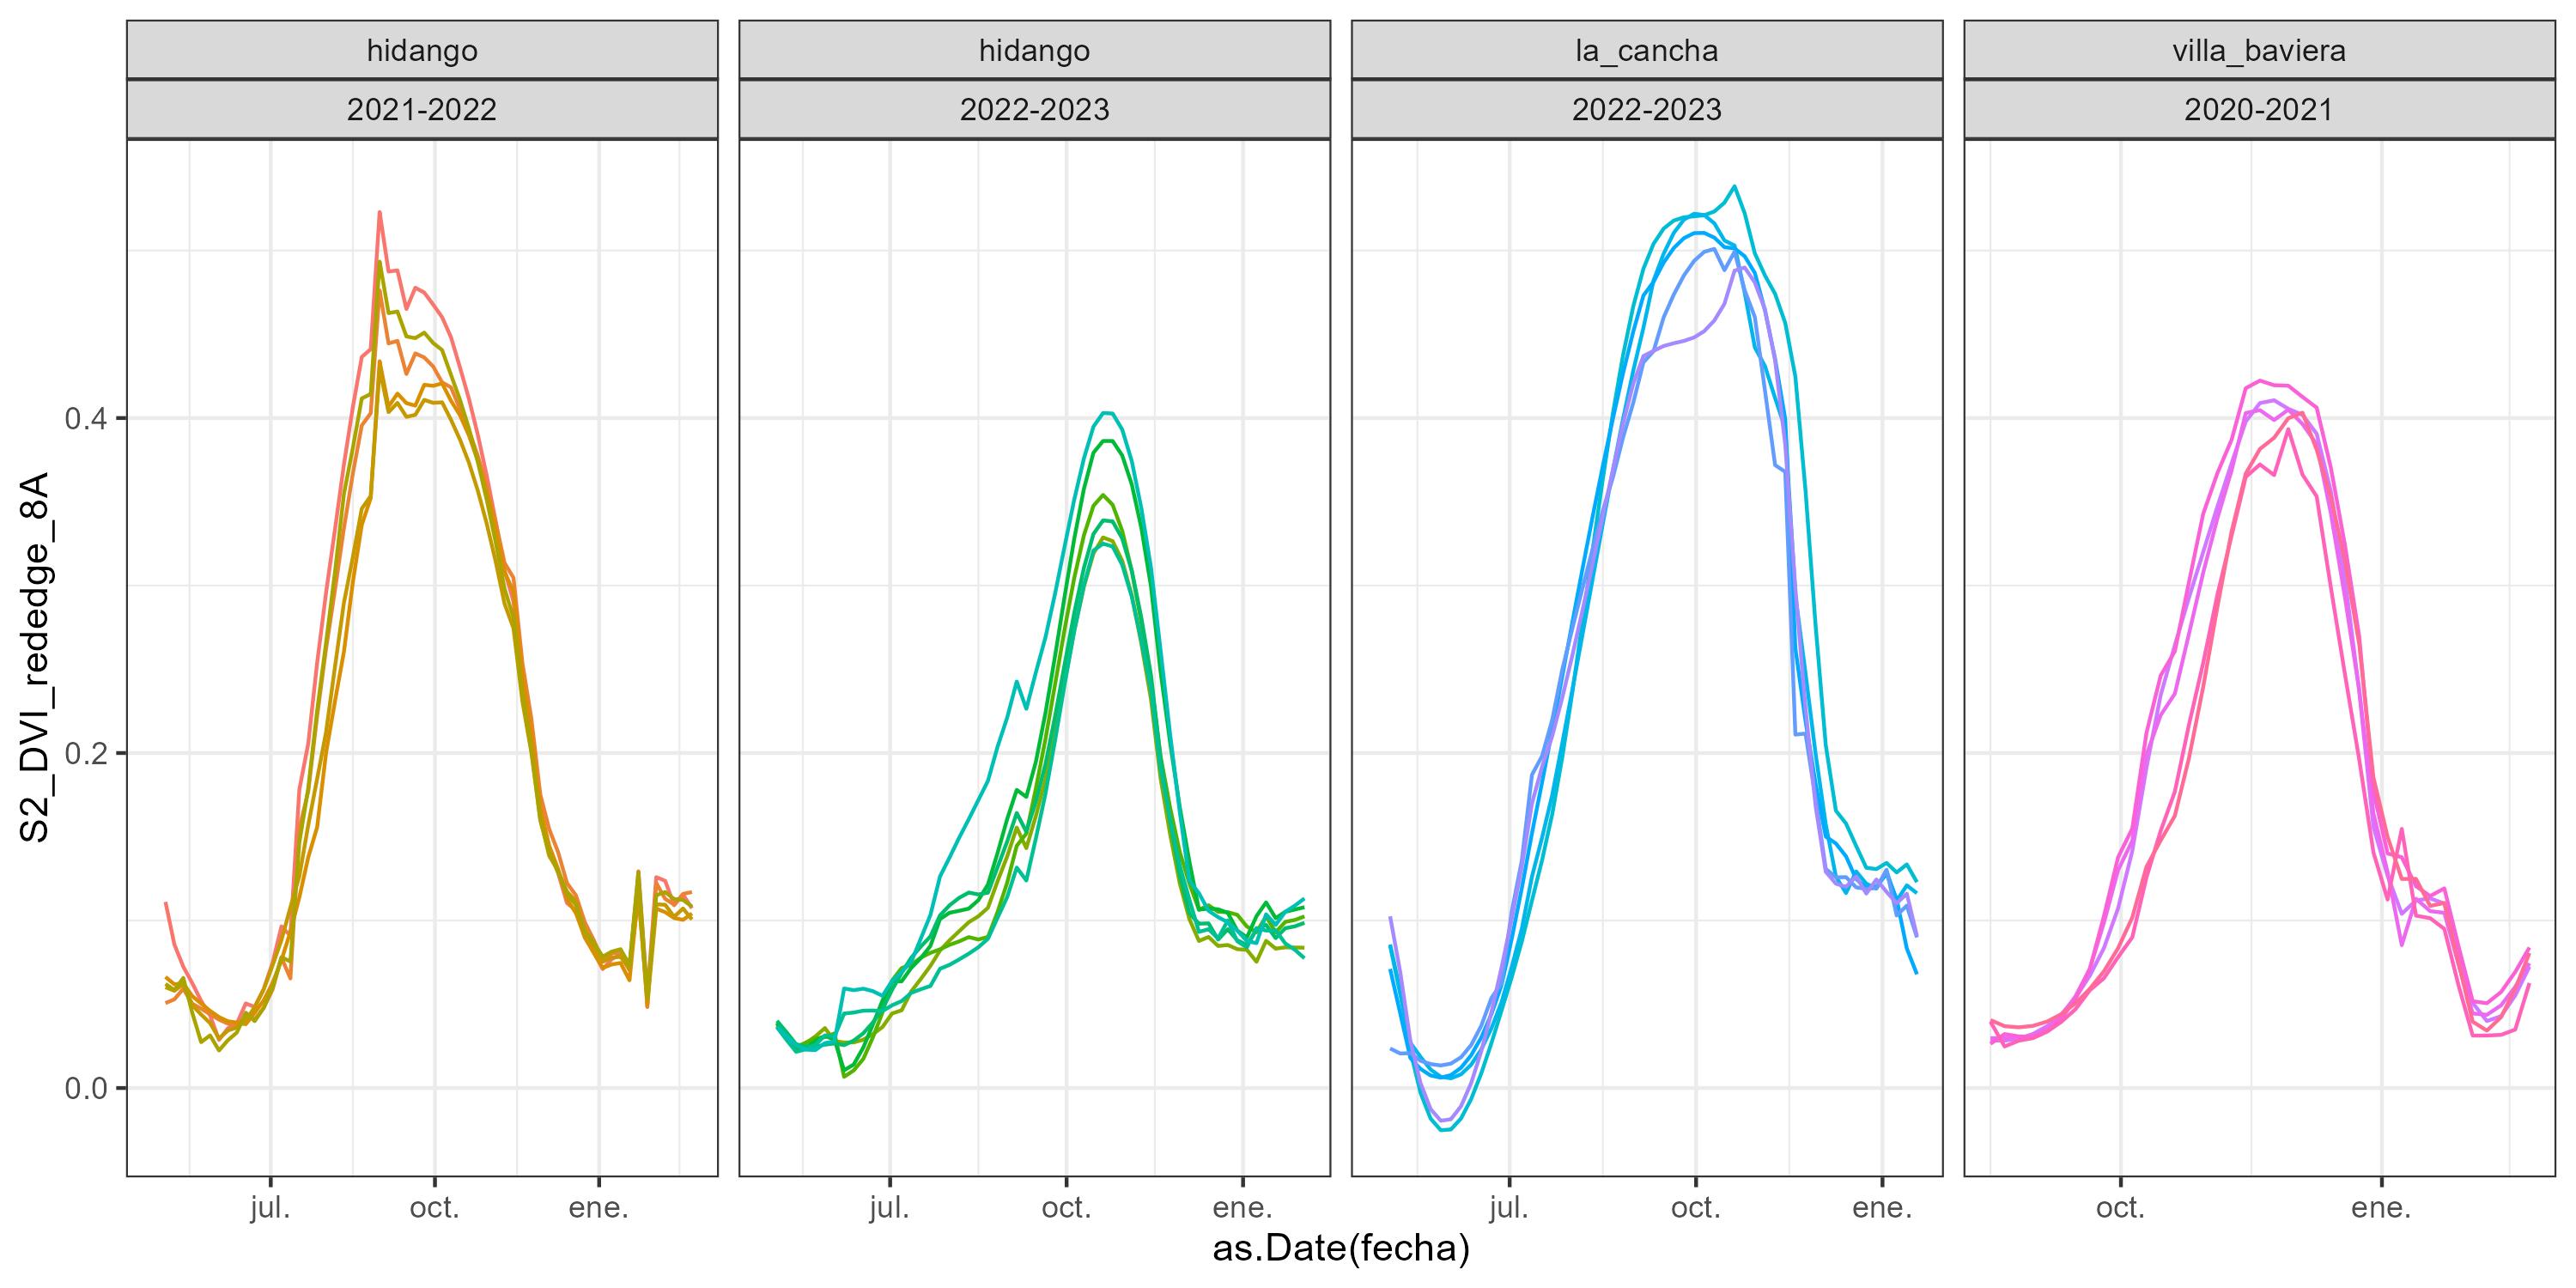 hidango
hidango
la_cancha
villa_baviera
2021-2022
2022-2023
2022-2023
2020-2021
S2_DVI_rededge_8A
0.4
0.2
0.0
jul.
oct.
ene.
jul.
oct.
ene.
jul.
oct.
ene.
oct.
ene.
as.Date(fecha)